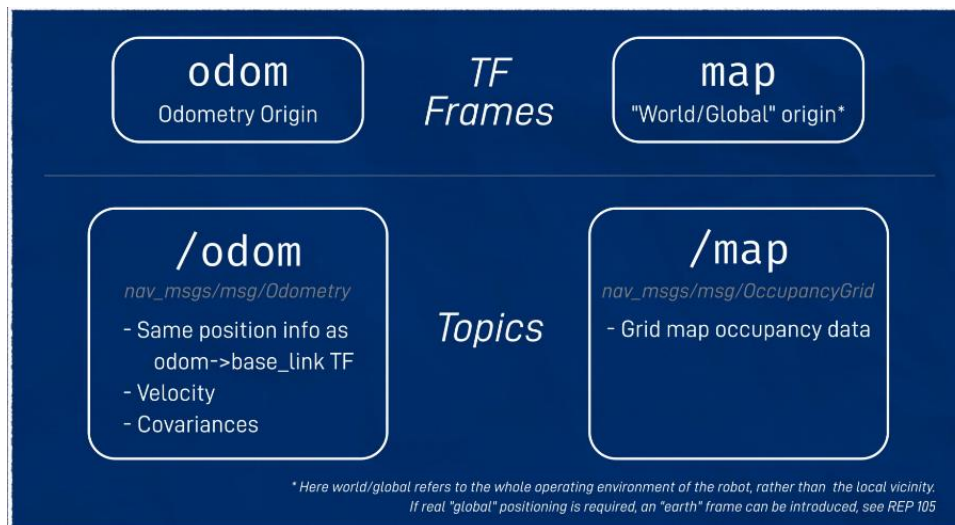 odom
Odometry Origin
TF
Frames
map
"World/Global" origin*
/odom
nav_msgs/msg/Odometry
- Same position info as
odom->base_link TF
- Velocity
- Covariances
Topics
/map
nav_msgs/msg/OccupancyGrid
- Grid map occupancy data
* Here world/global refers to the whole operating environment of the robot, rather than the local vicinity.
If real "global" positioning is required, an "earth" frame can be introduced, see REP 105